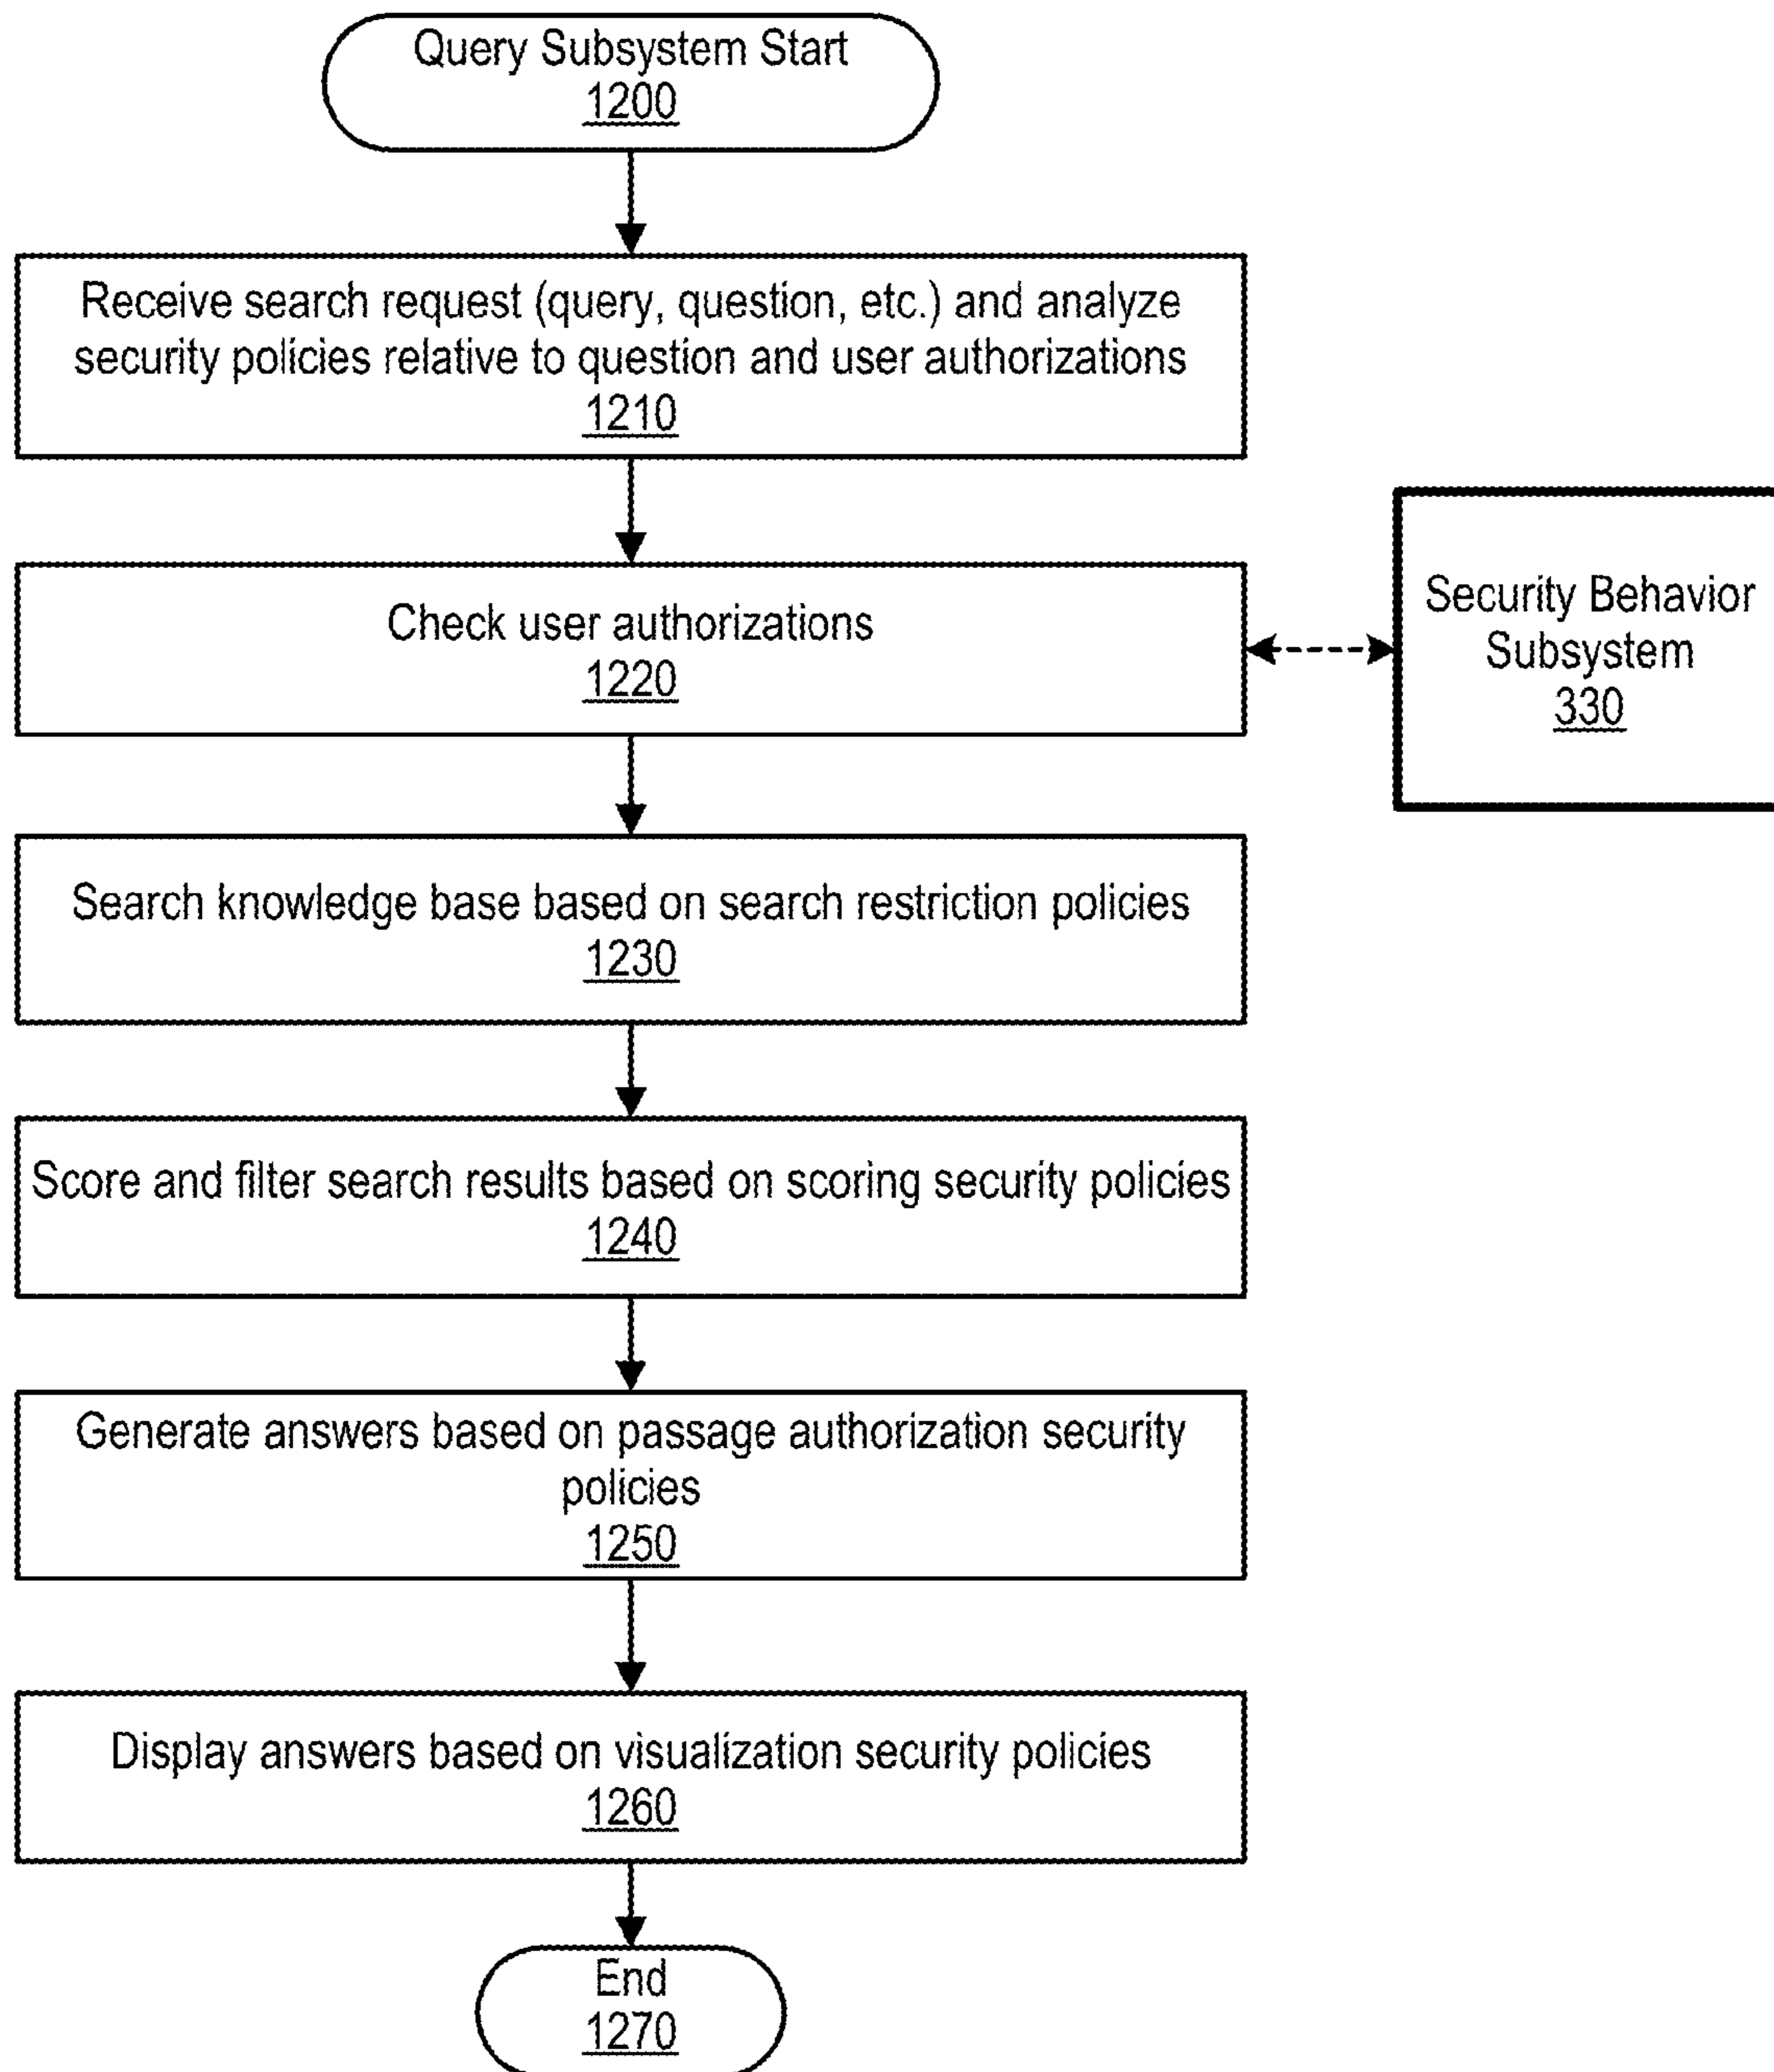 Query Subsystem Start
1200
Receive search request (query, question, etc.) and analyze
security policies relative to question and user authorizations
1210
Check user authorizations
1220
Security Behavior
Subsystem
330
Search knowledge base based on search restriction policies
1230
Score and filter search results based on scoring security policies
1240
Generate answers based on passage authorization security
policies
1250
Display answers based on visualization security policies
1260
End
1270